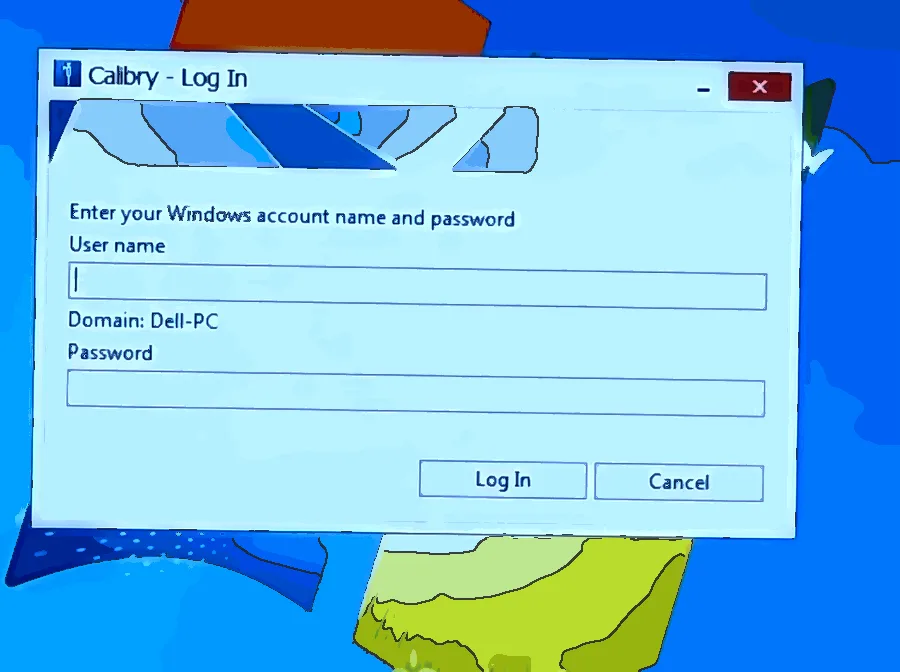 Calibry - Log In
Enter your Windows account name and password
User name
Domain: Dell-PC
Password
Log In
Cancel